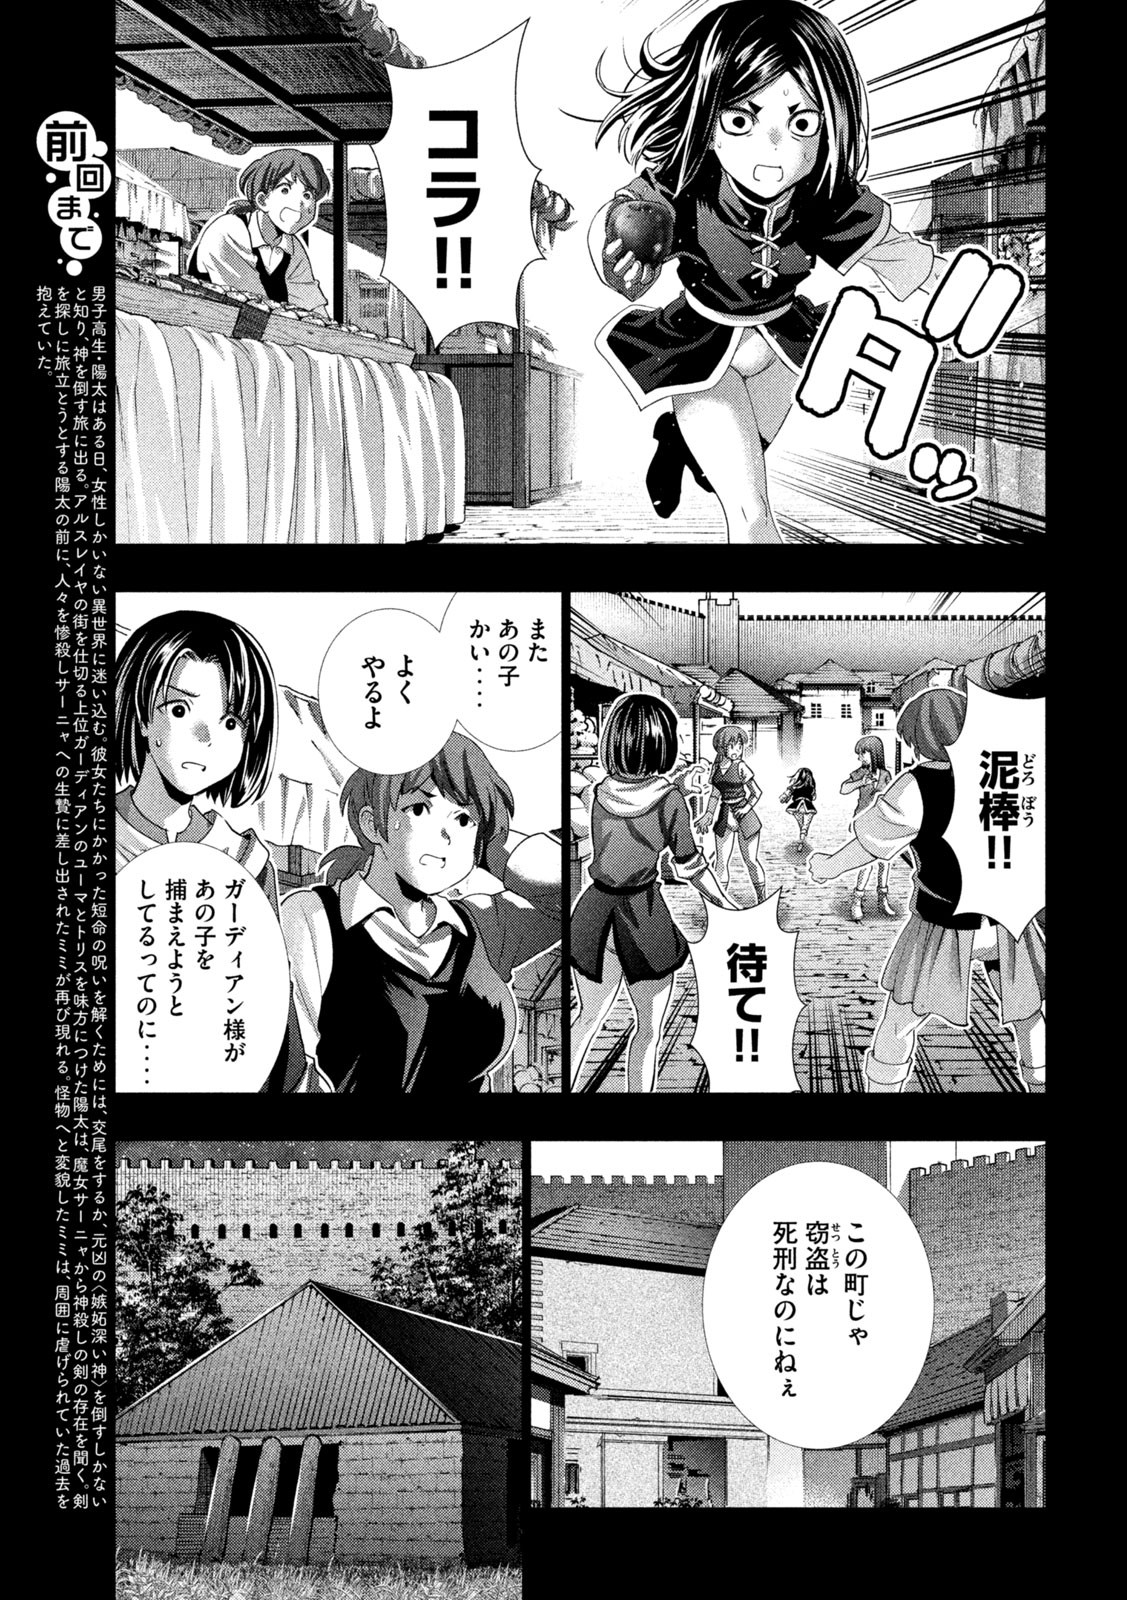 コラ!!
ダダッ
泥棒!!
どろぼう
待て!!
また
あの子
かい‥‥
よく
やるよ
ガーディアン様が
あの子を
捕まえようと
してるってのに
‥‥
この町じゃ
窃盗は
せっとう
死刑なのにねぇ
前回まで
男子高生・陽太はある日、女性しかいない異世界に迷い込む。彼女たちにかかった短命の呪いを解くためには、交尾をするか、元凶の〈嫉妬深い神〉を倒すしかない
と知り、神を倒す旅に出る。アルスレイヤの街を仕切る上位ガーディアンのユーマとトリスを味方につけた陽太は、魔女サーニャから神殺しの剣の存在を聞く。剣
を探しに旅立とうとする陽太の前に、人々を惨殺しサーニャへの生贄に差し出されたミミが再び現れる。怪物へと変貌したミミは、周囲に虐げられていた過去を
抱えていた。